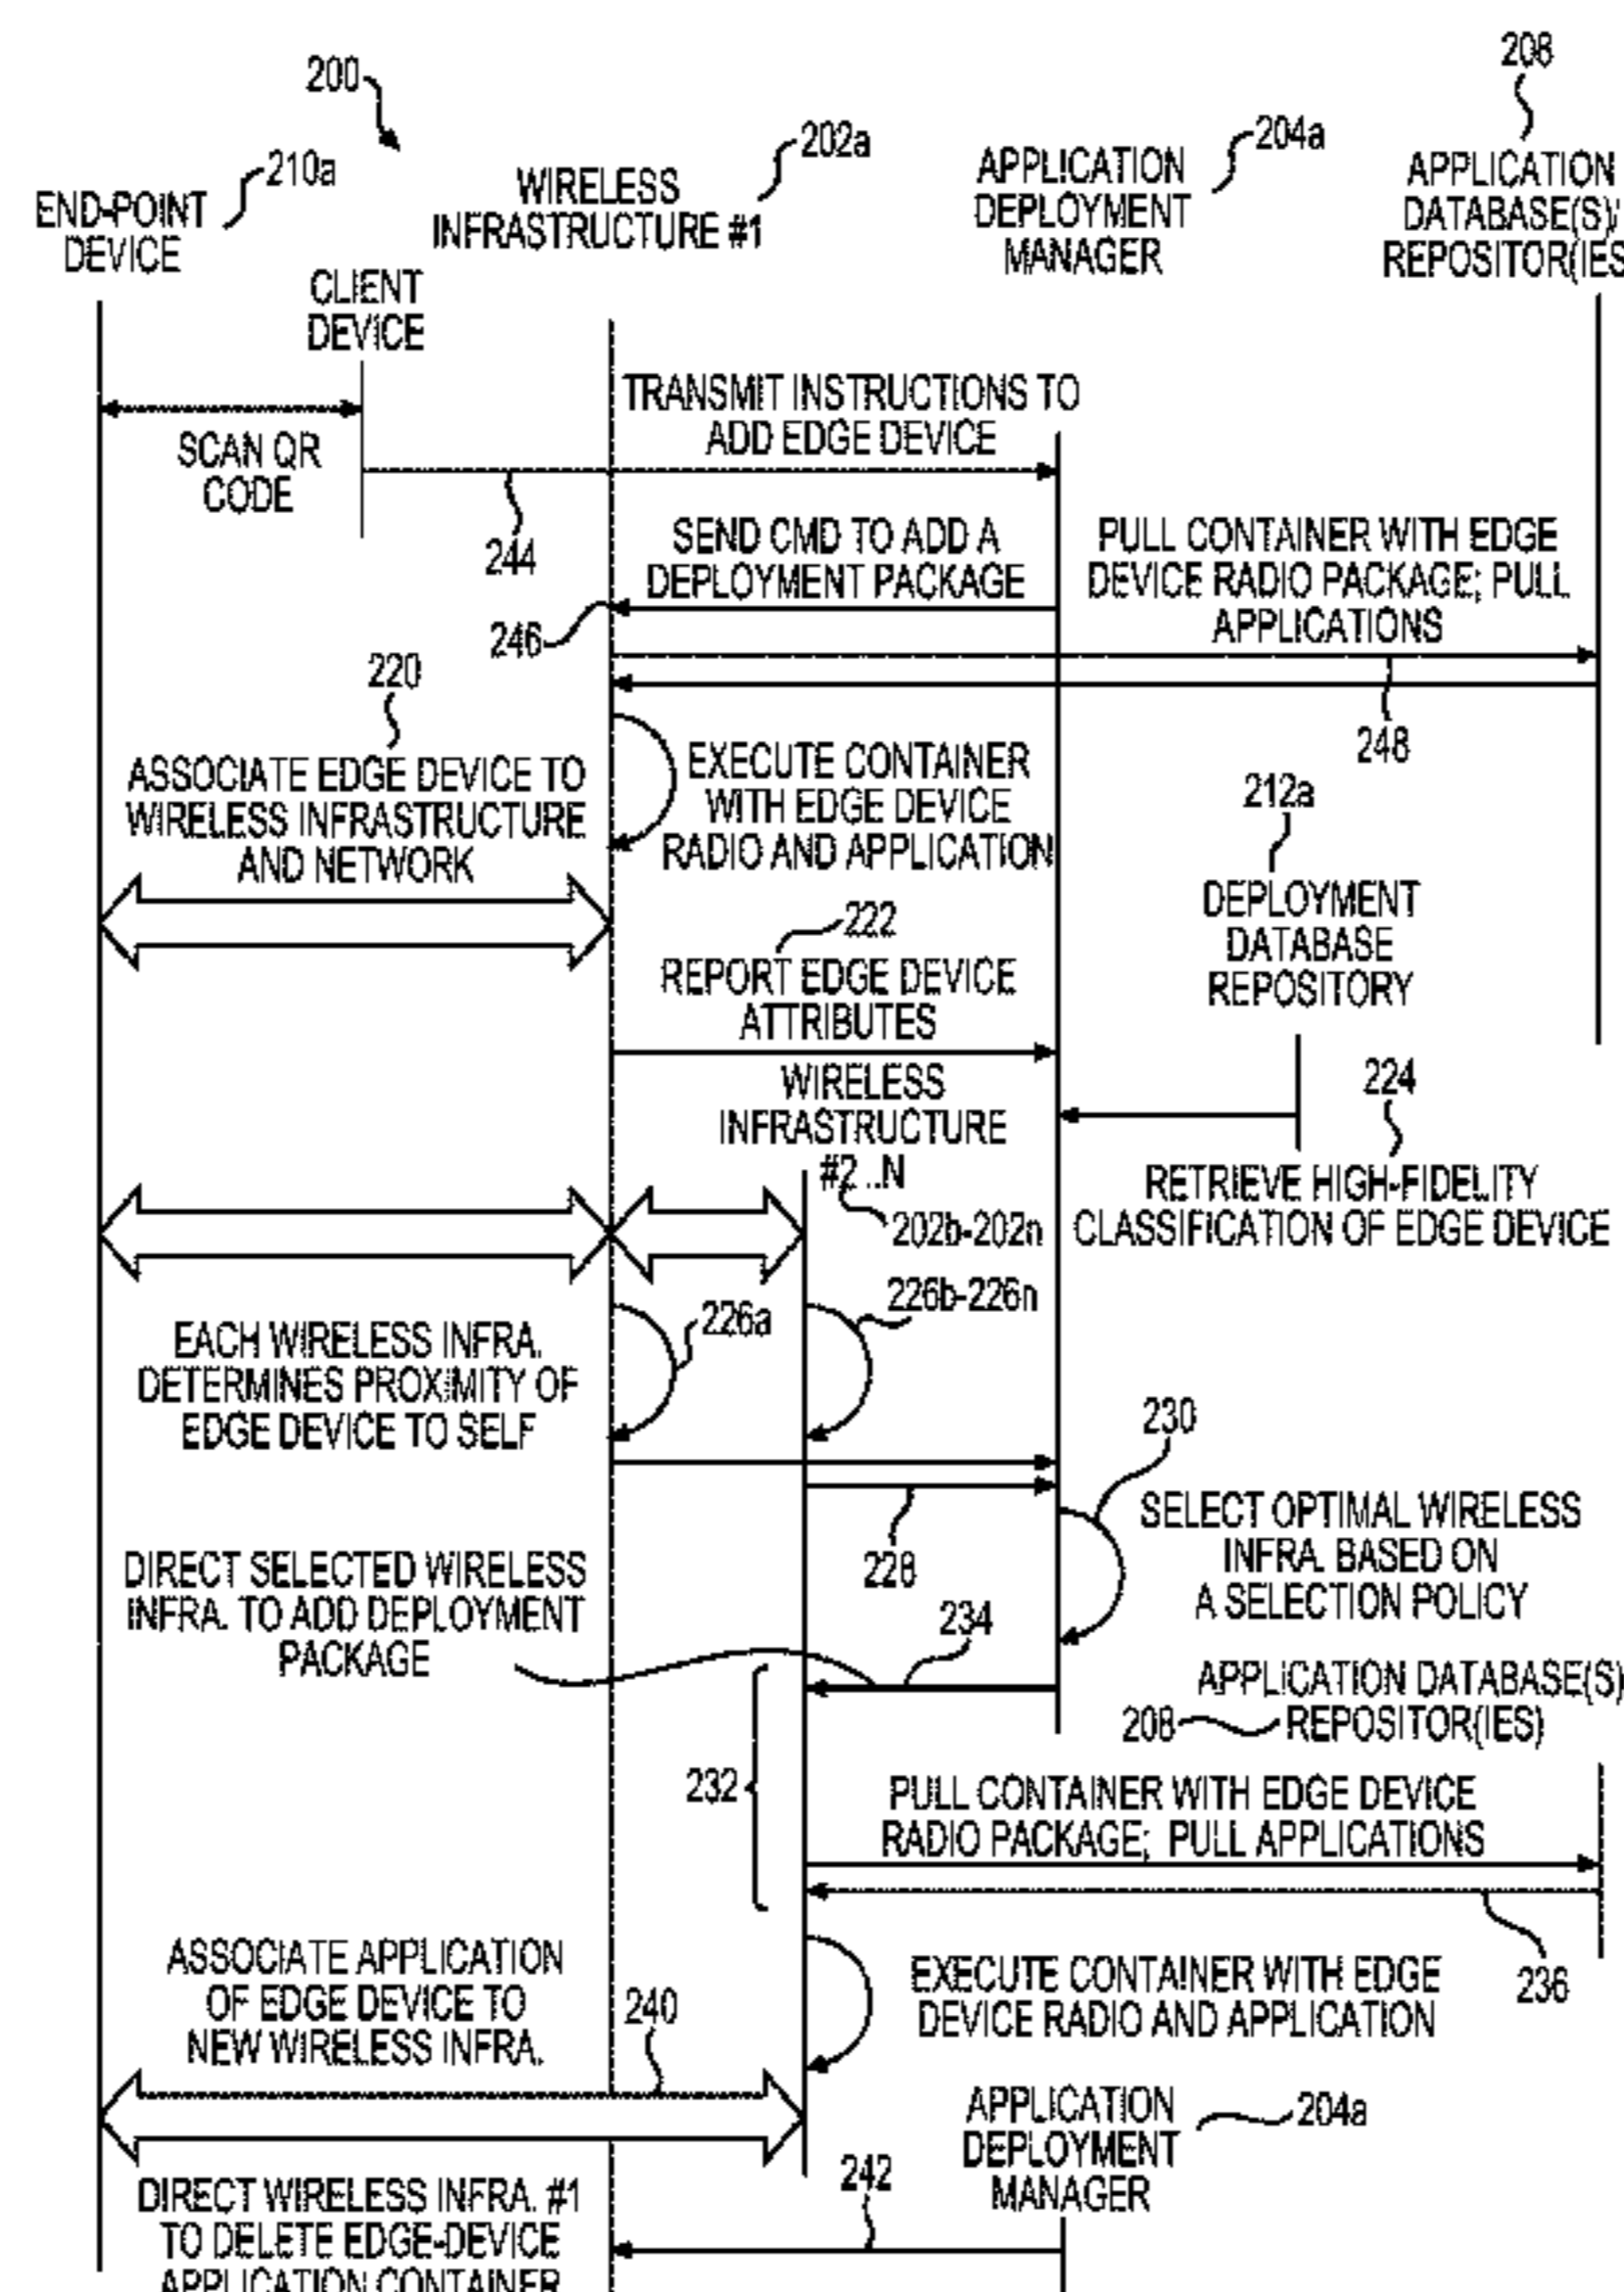 200
208
210a
202a
204a
END-POINT
DEVICE
WIRELESS
INFRASTRUCTURE #1
APPLICATION
DEPLOYMENT
MANAGER
APPLICATION
DATABASE(S)/
REPOSITOR(IES
CLIENT
DEVICE
TRANSMIT INSTRUCTIONS TO
ADD EDGE DEVICE
SCAN QR
CODE
244
SEND CMD TO ADD A
DEPLOYMENT PACKAGE
PULL CONTAINER WITH EDGE
DEVICE RADIO PACKAGE; PULL
APPLICATIONS
246
220
248
ASSOCIATE EDGE DEVICE TO
WIRELESS INFRASTRUCTURE
AND NETWORK
EXECUTE CONTAINER
WITH EDGE DEVICE
RADIO AND APPLICATION
212a
DEPLOYMENT
DATABASE
REPOSITORY
222
REPORT EDGE DEVICE
ATTRIBUTES
WIRELESS
INFRASTRUCTURE
#2...N
202b-202n
224
RETRIEVE HIGH-FIDELITY
CLASSIFICATION OF EDGE DEVICE
226a
226b-226n
EACH WIRELESS INFRA.
DETERMINES PROXIMITY OF
EDGE DEVICE TO SELF
228
230
SELECT OPTIMAL WIRELESS
INFRA. BASED ON
A SELECTION POLICY
DIRECT SELECTED WIRELESS
INFRA. TO ADD DEPLOYMENT
PACKAGE
234
APPLICATION DATABASE(S)
208
REPOSITOR(IES)
232
PULL CONTAINER WITH EDGE DEVICE
RADIO PACKAGE; PULL APPLICATIONS
236
ASSOCIATE APPLICATION
OF EDGE DEVICE TO
NEW WIRELESS INFRA.
240
EXECUTE CONTAINER WITH EDGE
DEVICE RADIO AND APPLICATION
APPLICATION
DEPLOYMENT
MANAGER
204a
242
DIRECT WIRELESS INFRA. #1
TO DELETE EDGE-DEVICE
APPLICATION CONTAINER